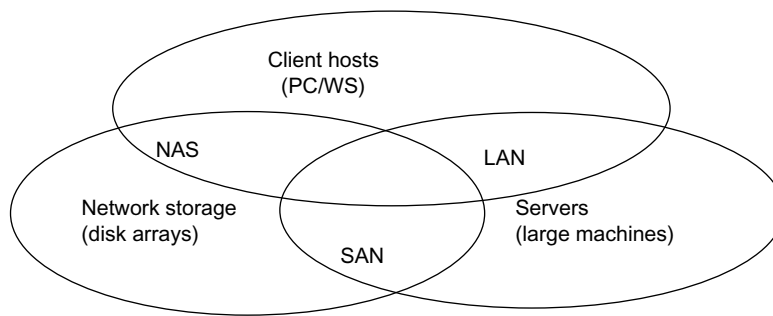 Client hosts
(PC/WS)
NAS
LAN
Network storage
(disk arrays)
Servers
(large machines)
SAN